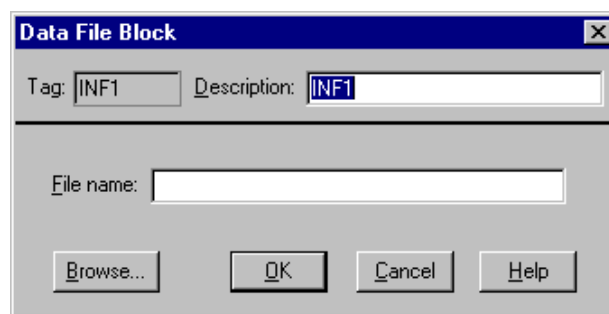 Data File Block
Tag: INF1 Description: INF1
File name:
Browse... OK Cancel Help